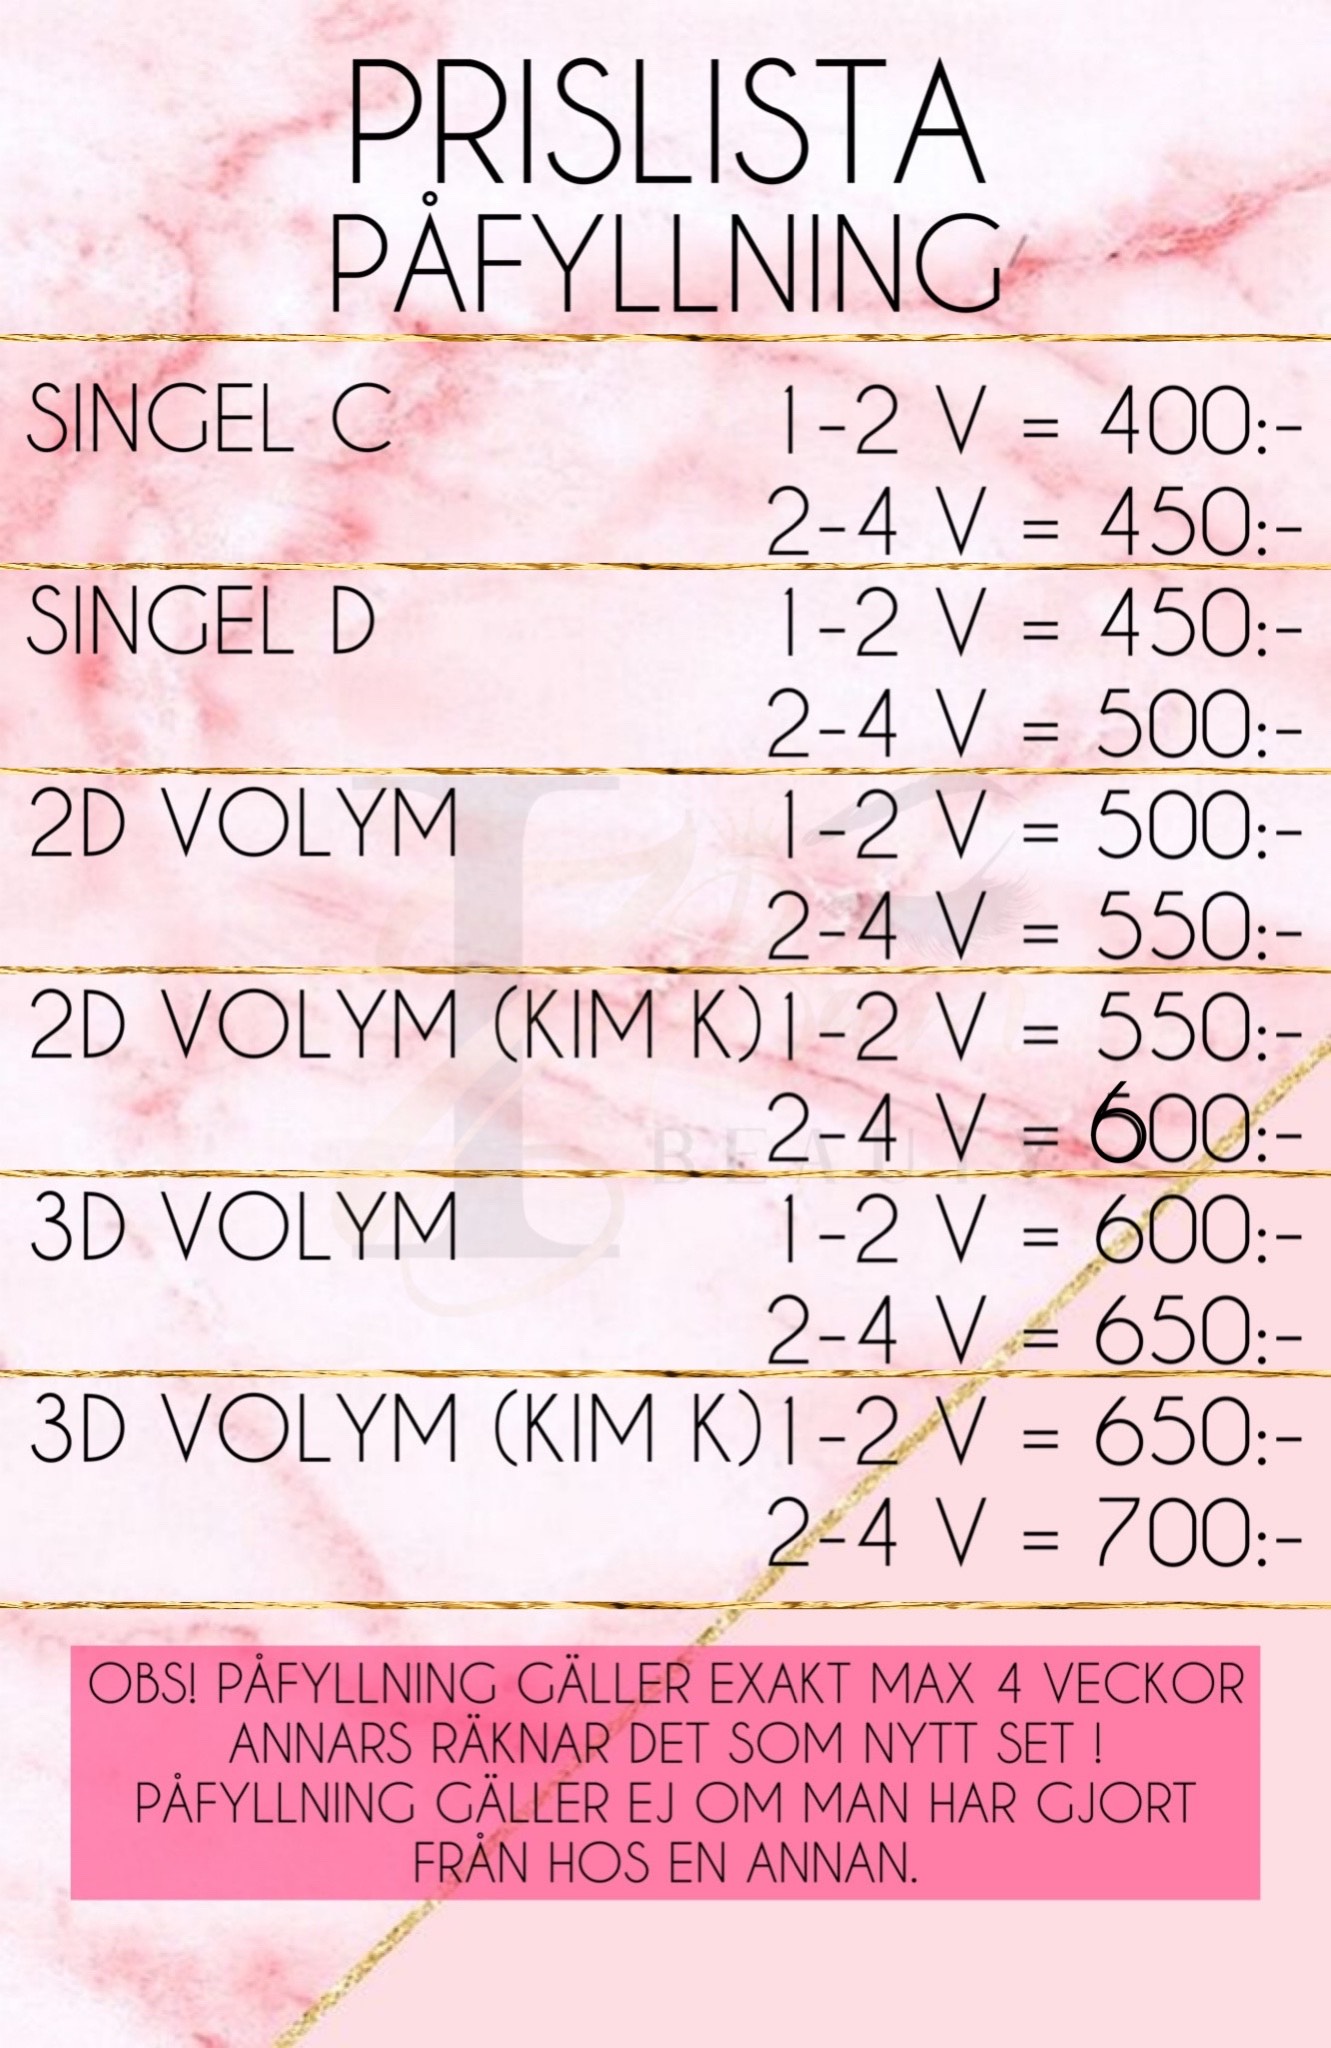 PRISLISTA
PÅFYLLNING
SINGEL C 1-2 V = 400:-
2-4 V = 450:-
SINGEL D 1-2 V = 450:-
2-4 V = 500:-
2D VOLYM 1-2 V = 500:-
2-4 V = 550:-
2D VOLYM (KIM K) 1-2 V = 550:-
2-4 V = 600:-
BEAUTY
3D VOLYM 1-2 V = 600:-
2-4 V = 650:-
3D VOLYM (KIM K) 1-2 V = 650:-
2-4 V = 700:-
OBS! PÅFYLLNING GÄLLER EXAKT MAX 4 VECKOR
ANNARS RÄKNAR DET SOM NYTT SET !
PÅFYLLNING GÄLLER EJ OM MAN HAR GJORT
FRÅN HOS EN ANNAN.